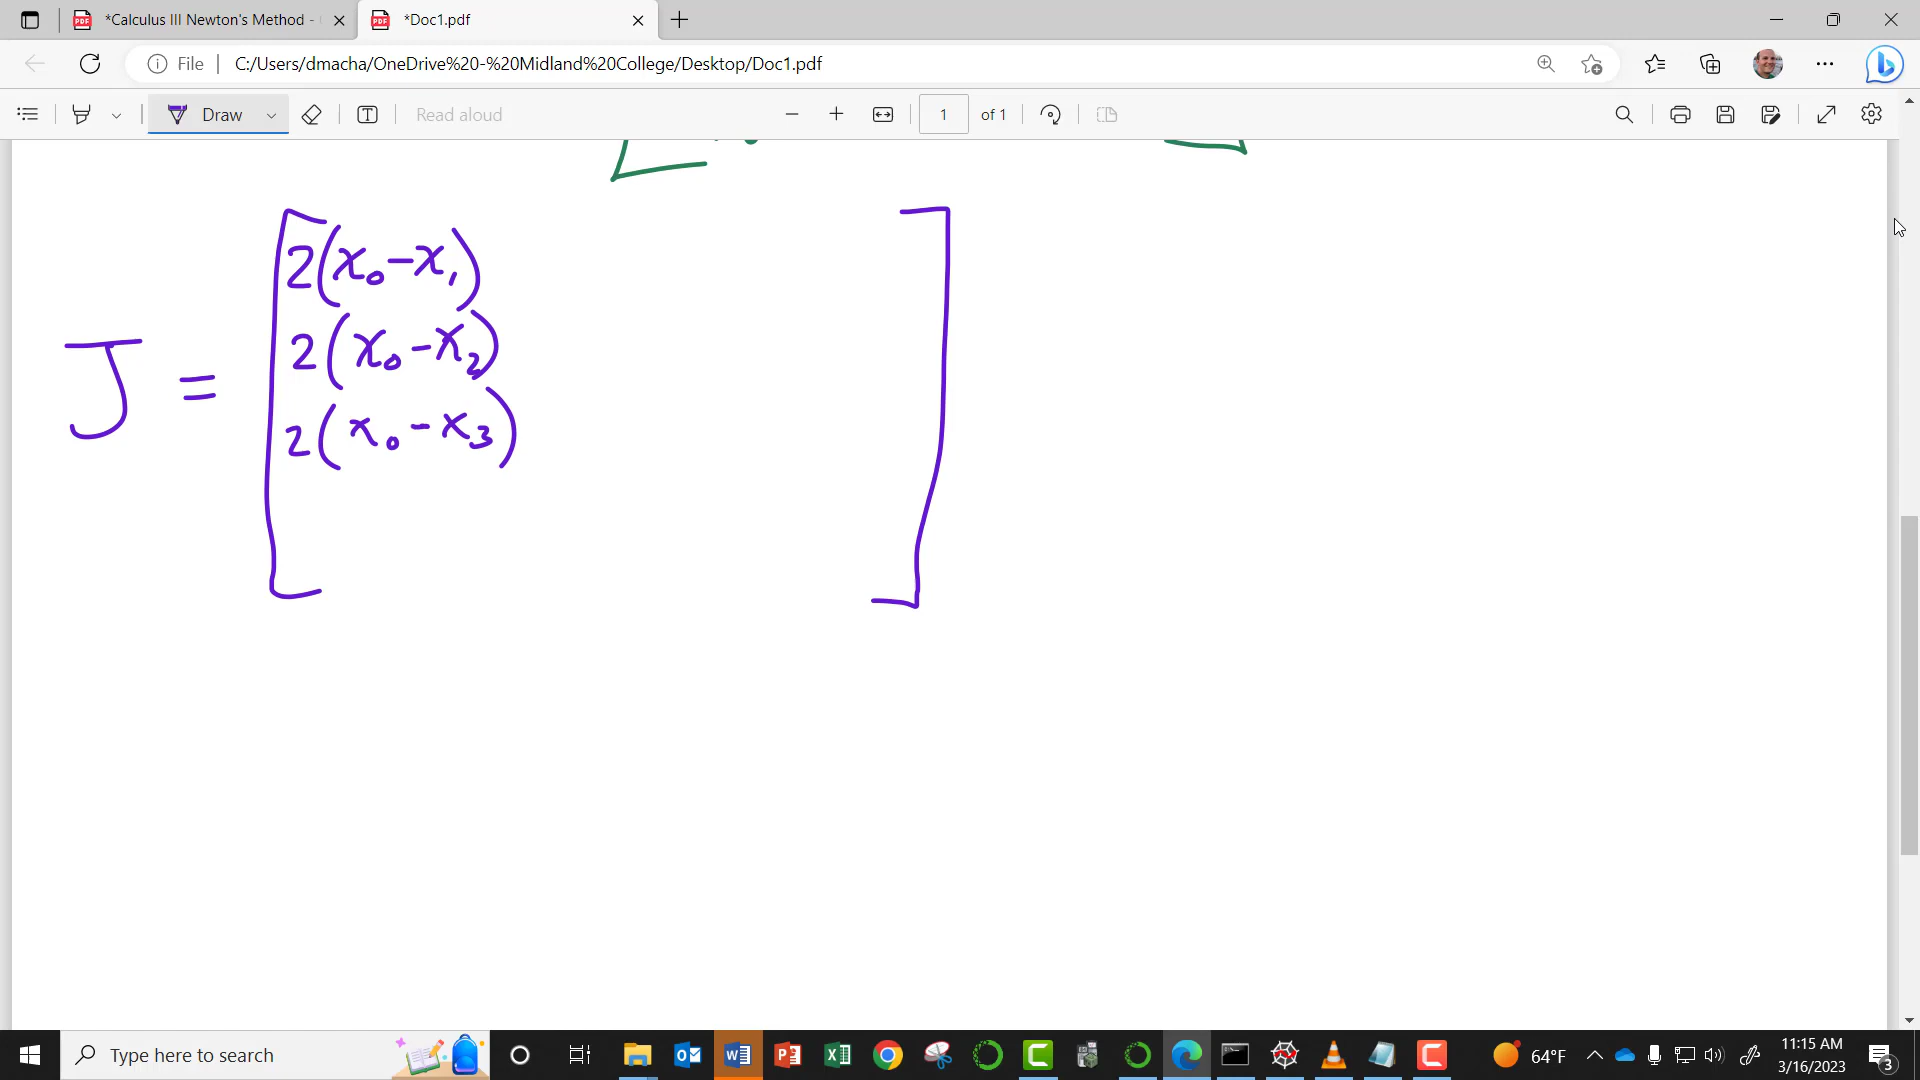 *Calculus III Newton's Method -
*Doc1.pdf
File
C:/Users/dmacha/OneDrive%20-%20Midland%20College/Desktop/Doc1.pdf
Draw
Read aloud
1
of 1
J = [2(x₀-x₁)
2(x₀-x₂)
2(x₀-x₃)]
Type here to search
64°F
11:15 AM
3/16/2023
3